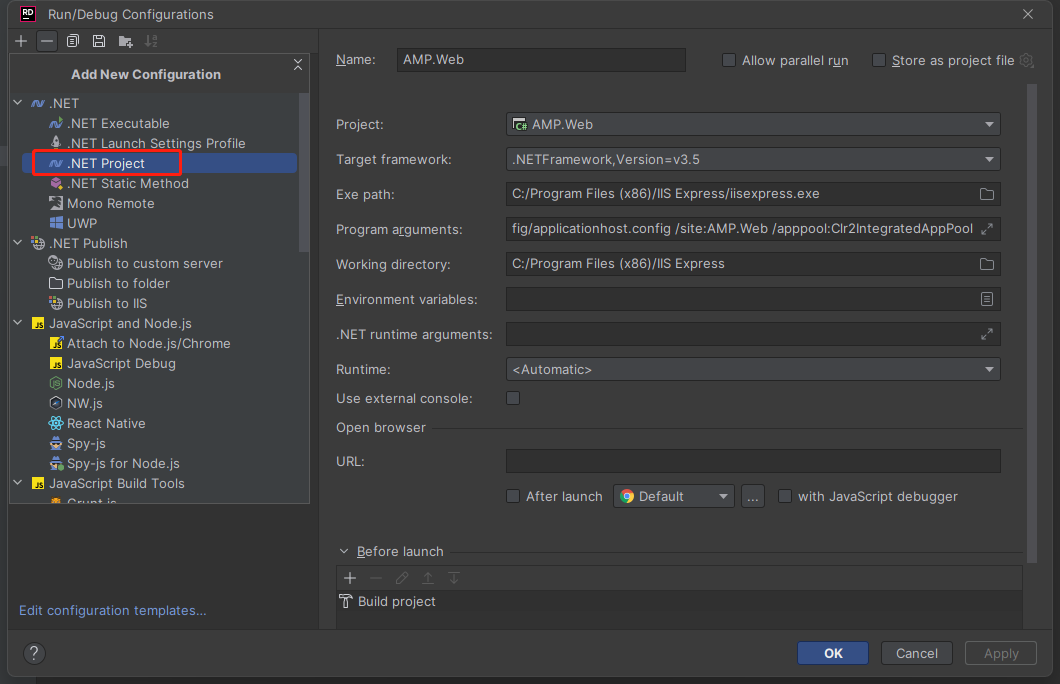 RD Run/Debug Configurations
Add New Configuration
.NET
.NET Executable
.NET Launch Settings Profile
.NET Project
.NET Static Method
Mono Remote
UWP
.NET Publish
Publish to custom server
Publish to folder
Publish to IIS
JS JavaScript and Node.js
Attach to Node.js/Chrome
JS JavaScript Debug
Node.js
NW.js
React Native
Spy-js
Spy-js for Node.js
JS JavaScript Build Tools
Grunt.js
Edit configuration templates...
Name: AMP.Web Allow parallel run Store as project file
Project: C# AMP.Web
Target framework: .NETFramework,Version=v3.5
Exe path: C:/Program Files (x86)/IIS Express/iisexpress.exe
Program arguments: fig/applicationhost.config /site:AMP.Web /apppool:Clr2IntegratedAppPool
Working directory: C:/Program Files (x86)/IIS Express
Environment variables:
.NET runtime arguments:
Runtime: <Automatic>
Use external console:
Open browser
URL:
After launch Default ... with JavaScript debugger
Before launch
Build project
? OK Cancel Apply